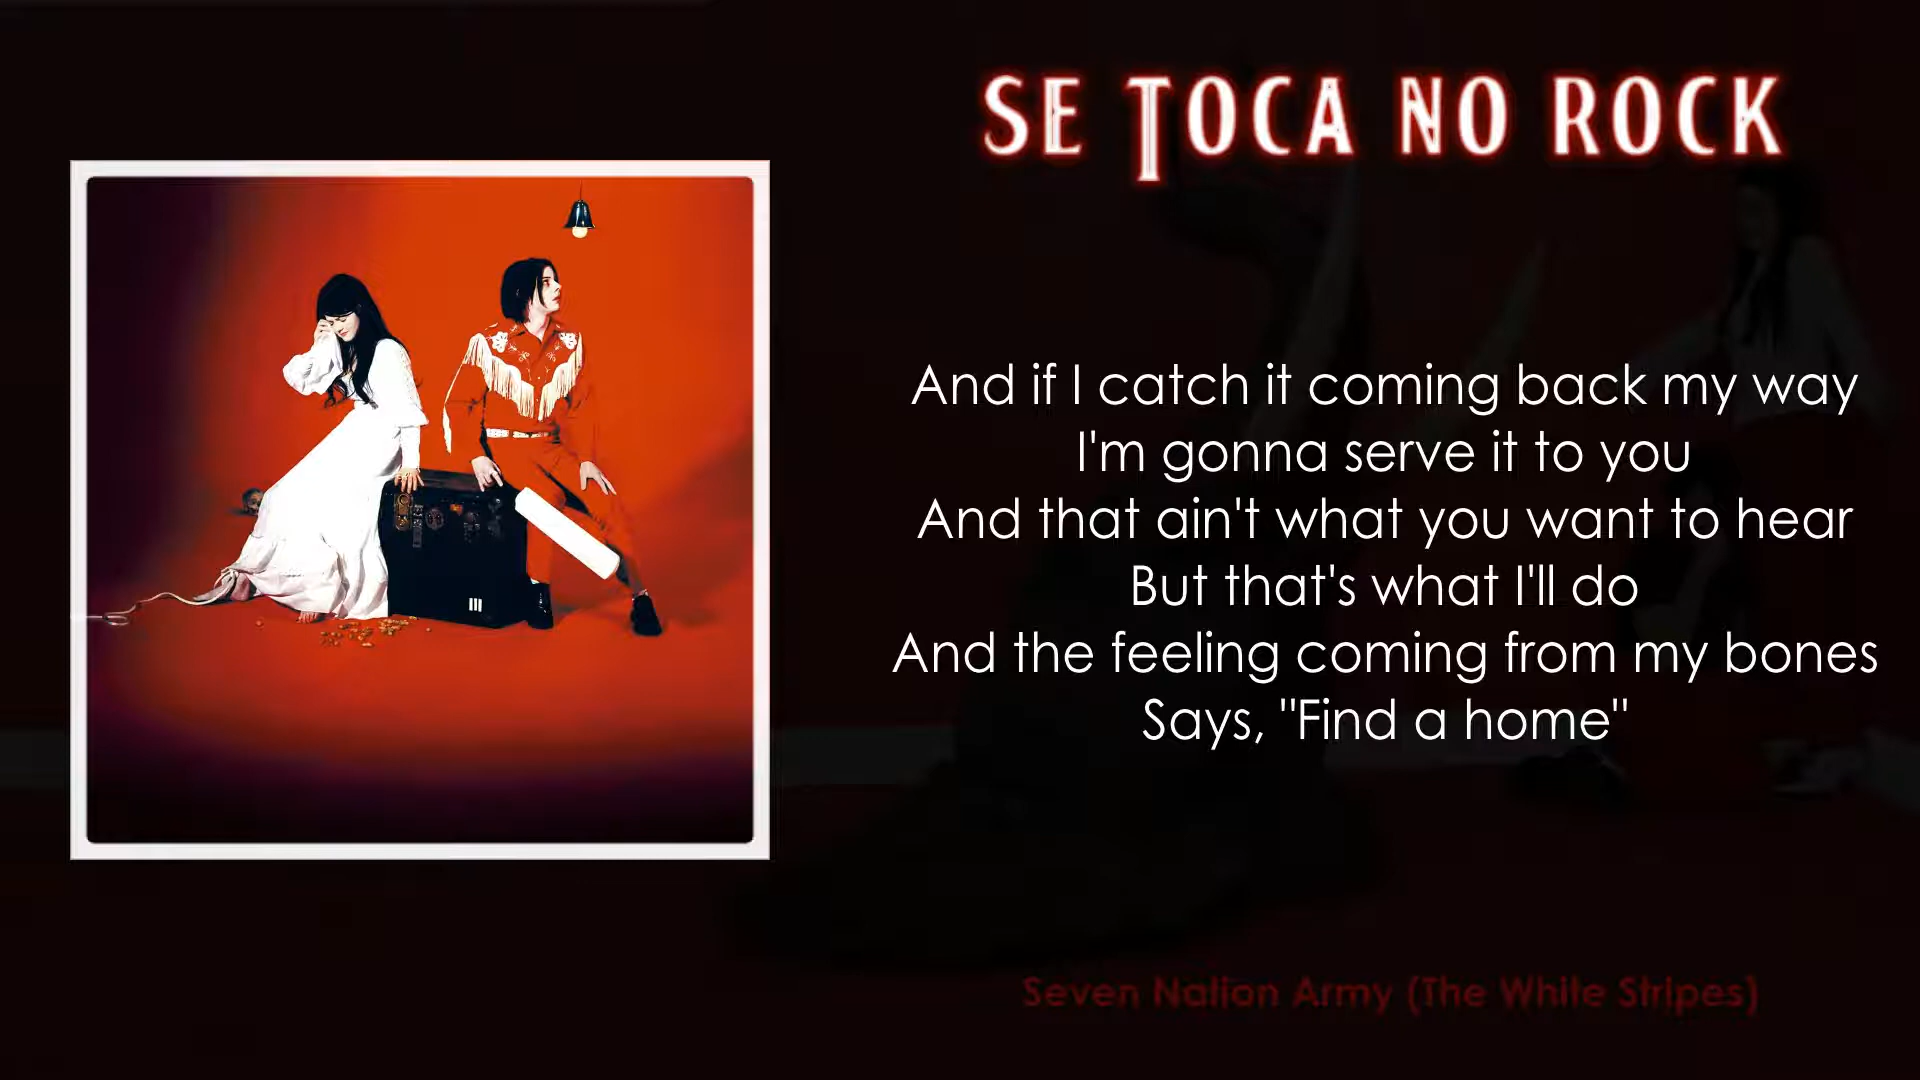 SE TOCA NO ROCK
And if I catch it coming back my way
I'm gonna serve it to you
And that ain't what you want to hear
But that's what I'll do
And the feeling coming from my bones
Says, "Find a home"
Seven Nation Army (The White Stripes)